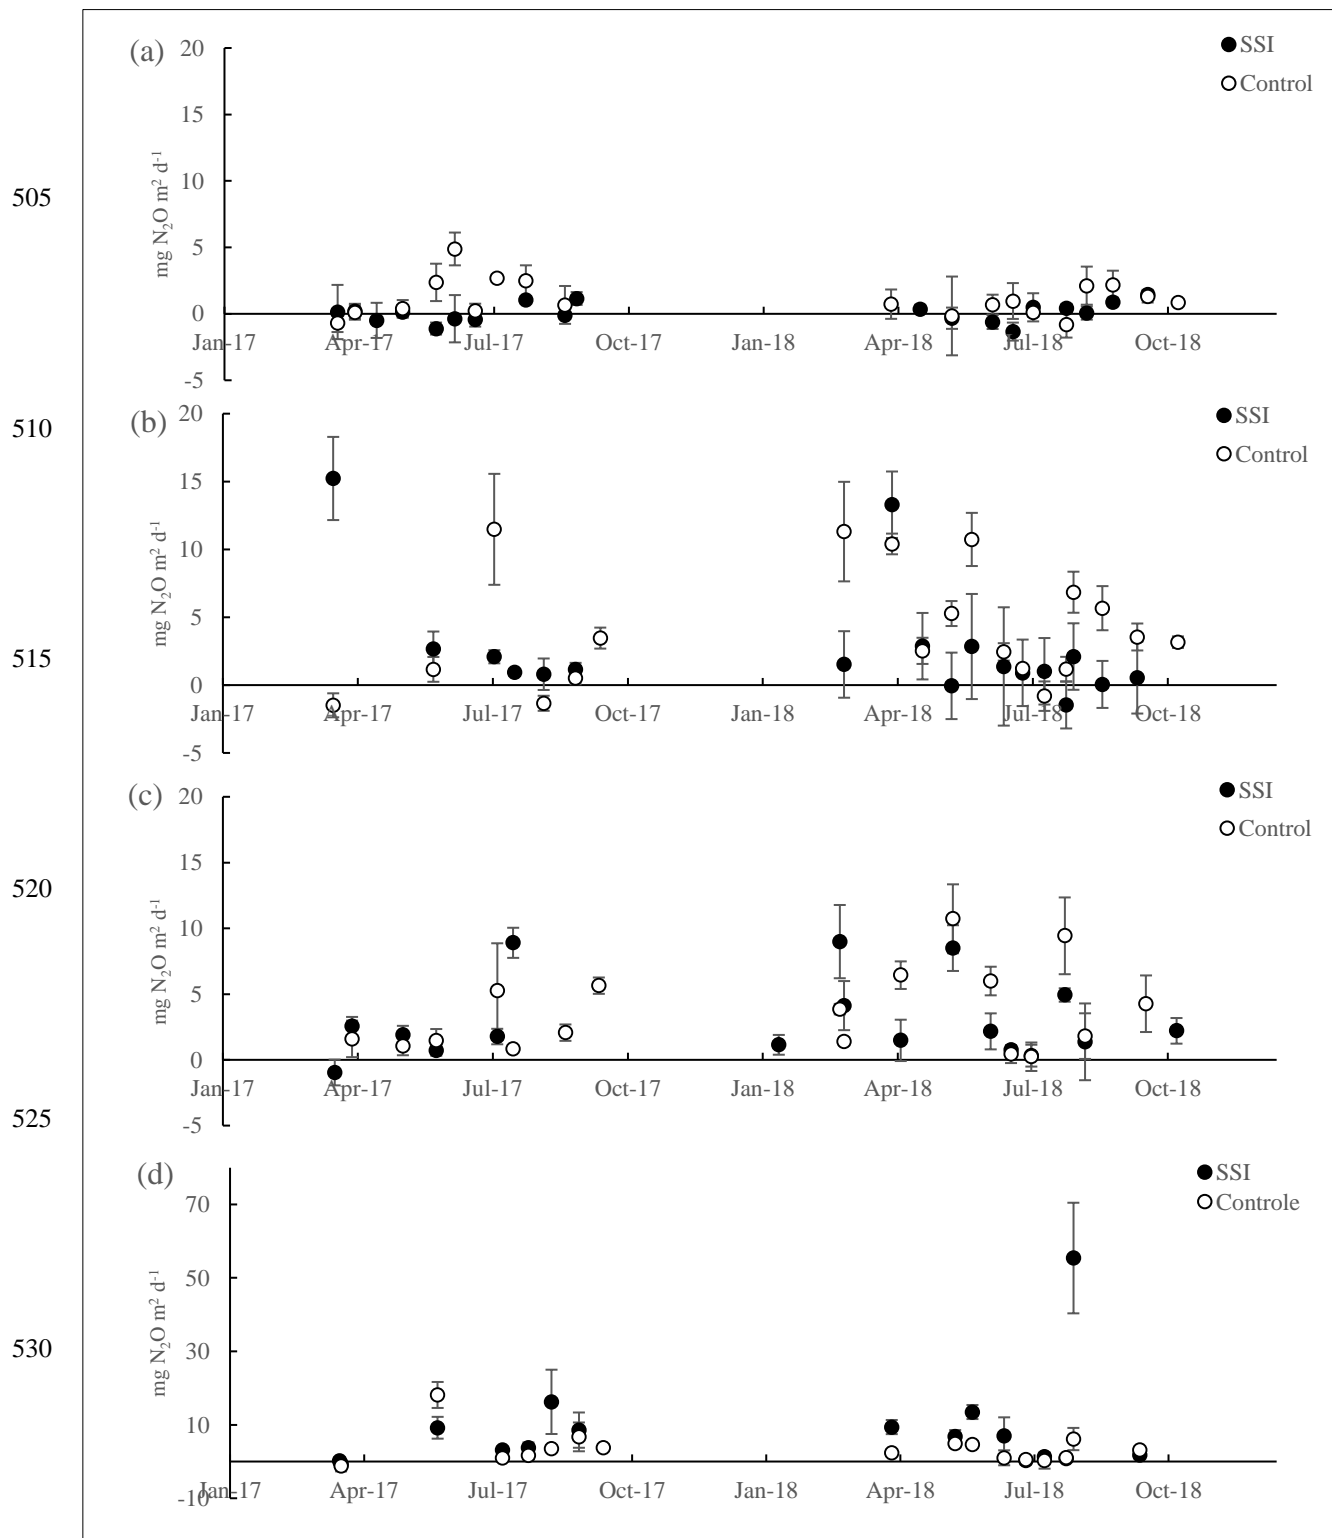 (a)
20
15
10
5
0
-5
mg N₂O m² d⁻¹
SSI
Control
Jan-17 Apr-17 Jul-17 Oct-17 Jan-18 Apr-18 Jul-18 Oct-18
505
(b)
20
15
10
5
0
-5
mg N₂O m² d⁻¹
SSI
Control
Jan-17 Apr-17 Jul-17 Oct-17 Jan-18 Apr-18 Jul-18 Oct-18
510
515
(c)
20
15
10
5
0
-5
mg N₂O m² d⁻¹
SSI
Control
Jan-17 Apr-17 Jul-17 Oct-17 Jan-18 Apr-18 Jul-18 Oct-18
520
525
(d)
70
50
30
10
-10
mg N₂O m² d⁻¹
SSI
Controle
Jan-17 Apr-17 Jul-17 Oct-17 Jan-18 Apr-18 Jul-18 Oct-18
530